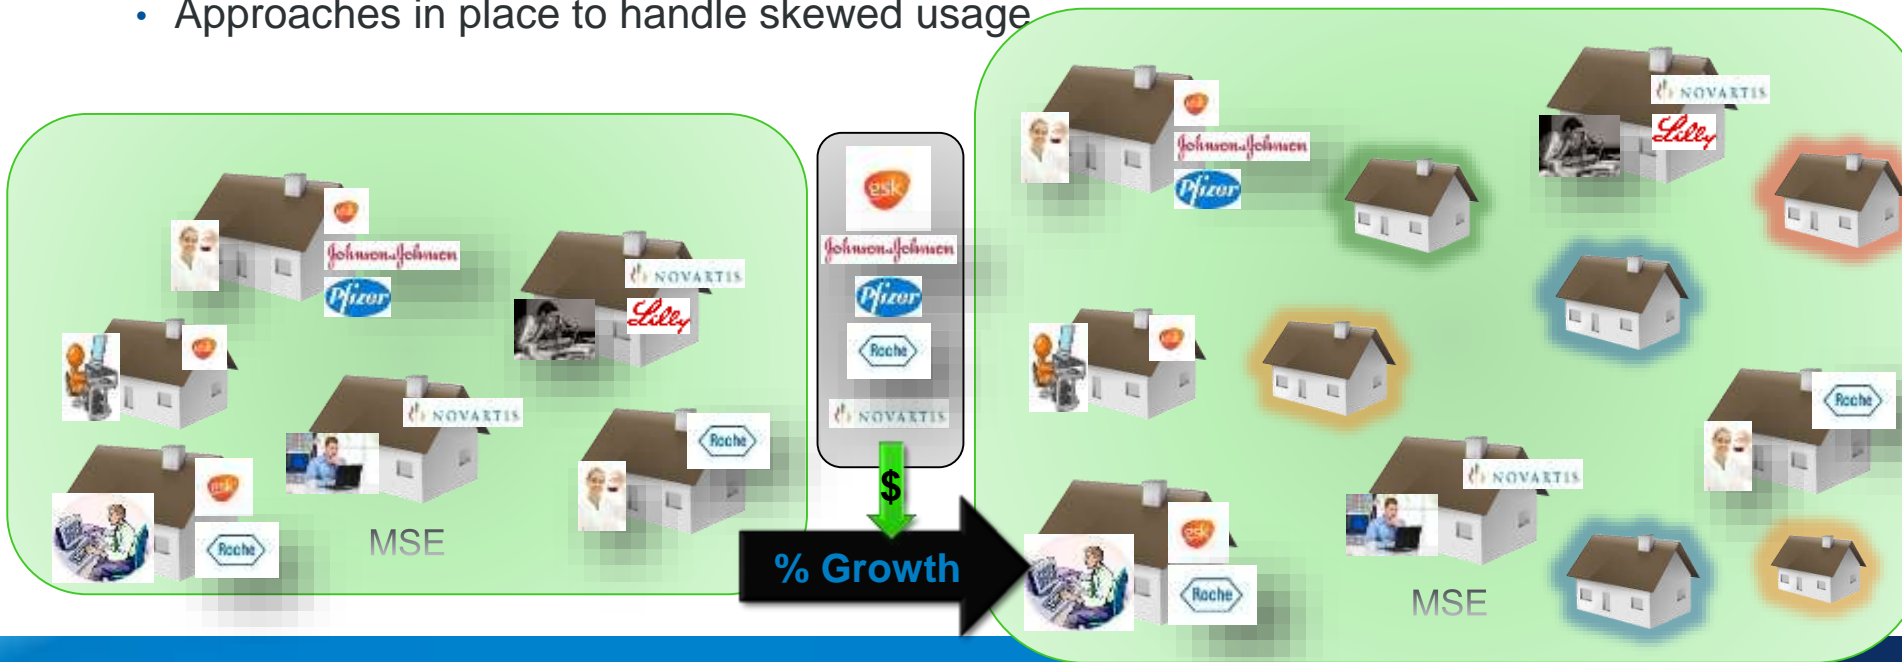 • Approaches in place to handle skewed usage
gsk
Johnson & Johnson
Pfizer
NOVARTIS
Lilly
gsk
NOVARTIS
Roche
gsk
Roche
MSE
gsk
Johnson & Johnson
Pfizer
Roche
NOVARTIS
$
% Growth
gsk
Johnson & Johnson
Pfizer
NOVARTIS
Lilly
gsk
Roche
NOVARTIS
gsk
Roche
MSE